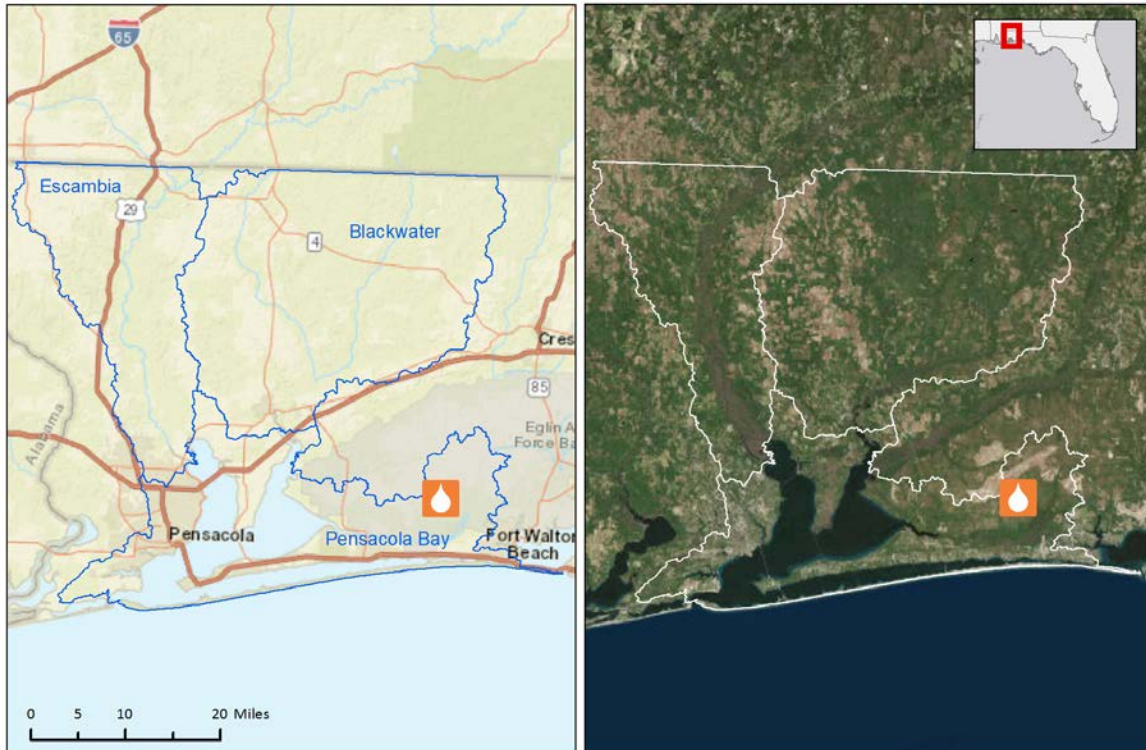 65
Escambia
29
Blackwater
4
Cres
85
Alabama
Eglin A
Force Ba
Pensacola
Pensacola Bay
Fort Walton
Beach
0 5 10 20 Miles